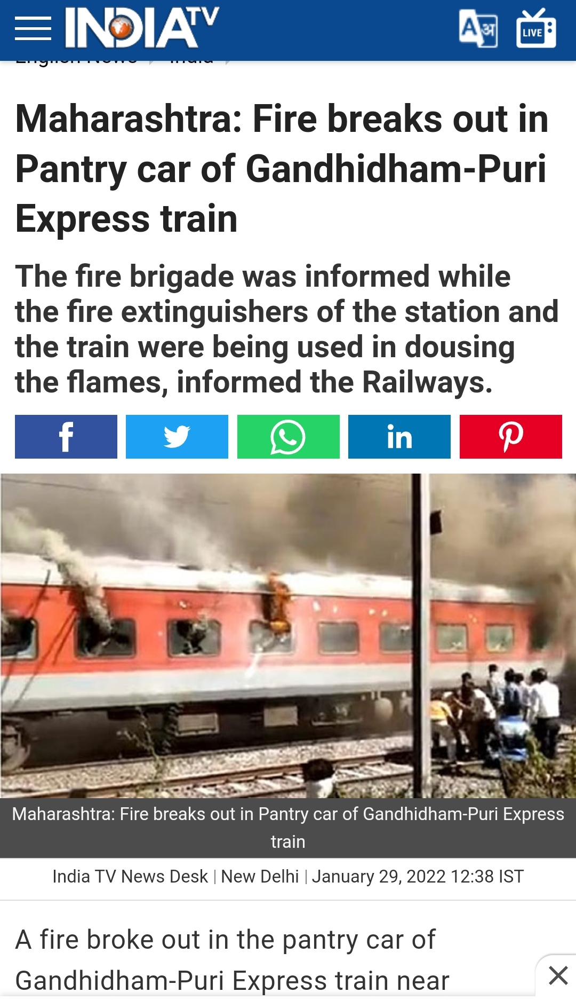 INDIA TV
A अ
LIVE
English News India
Maharashtra: Fire breaks out in
Pantry car of Gandhidham-Puri
Express train
The fire brigade was informed while
the fire extinguishers of the station and
the train were being used in dousing
the flames, informed the Railways.
Maharashtra: Fire breaks out in Pantry car of Gandhidham-Puri Express
train
India TV News Desk | New Delhi | January 29, 2022 12:38 IST
A fire broke out in the pantry car of
Gandhidham-Puri Express train near